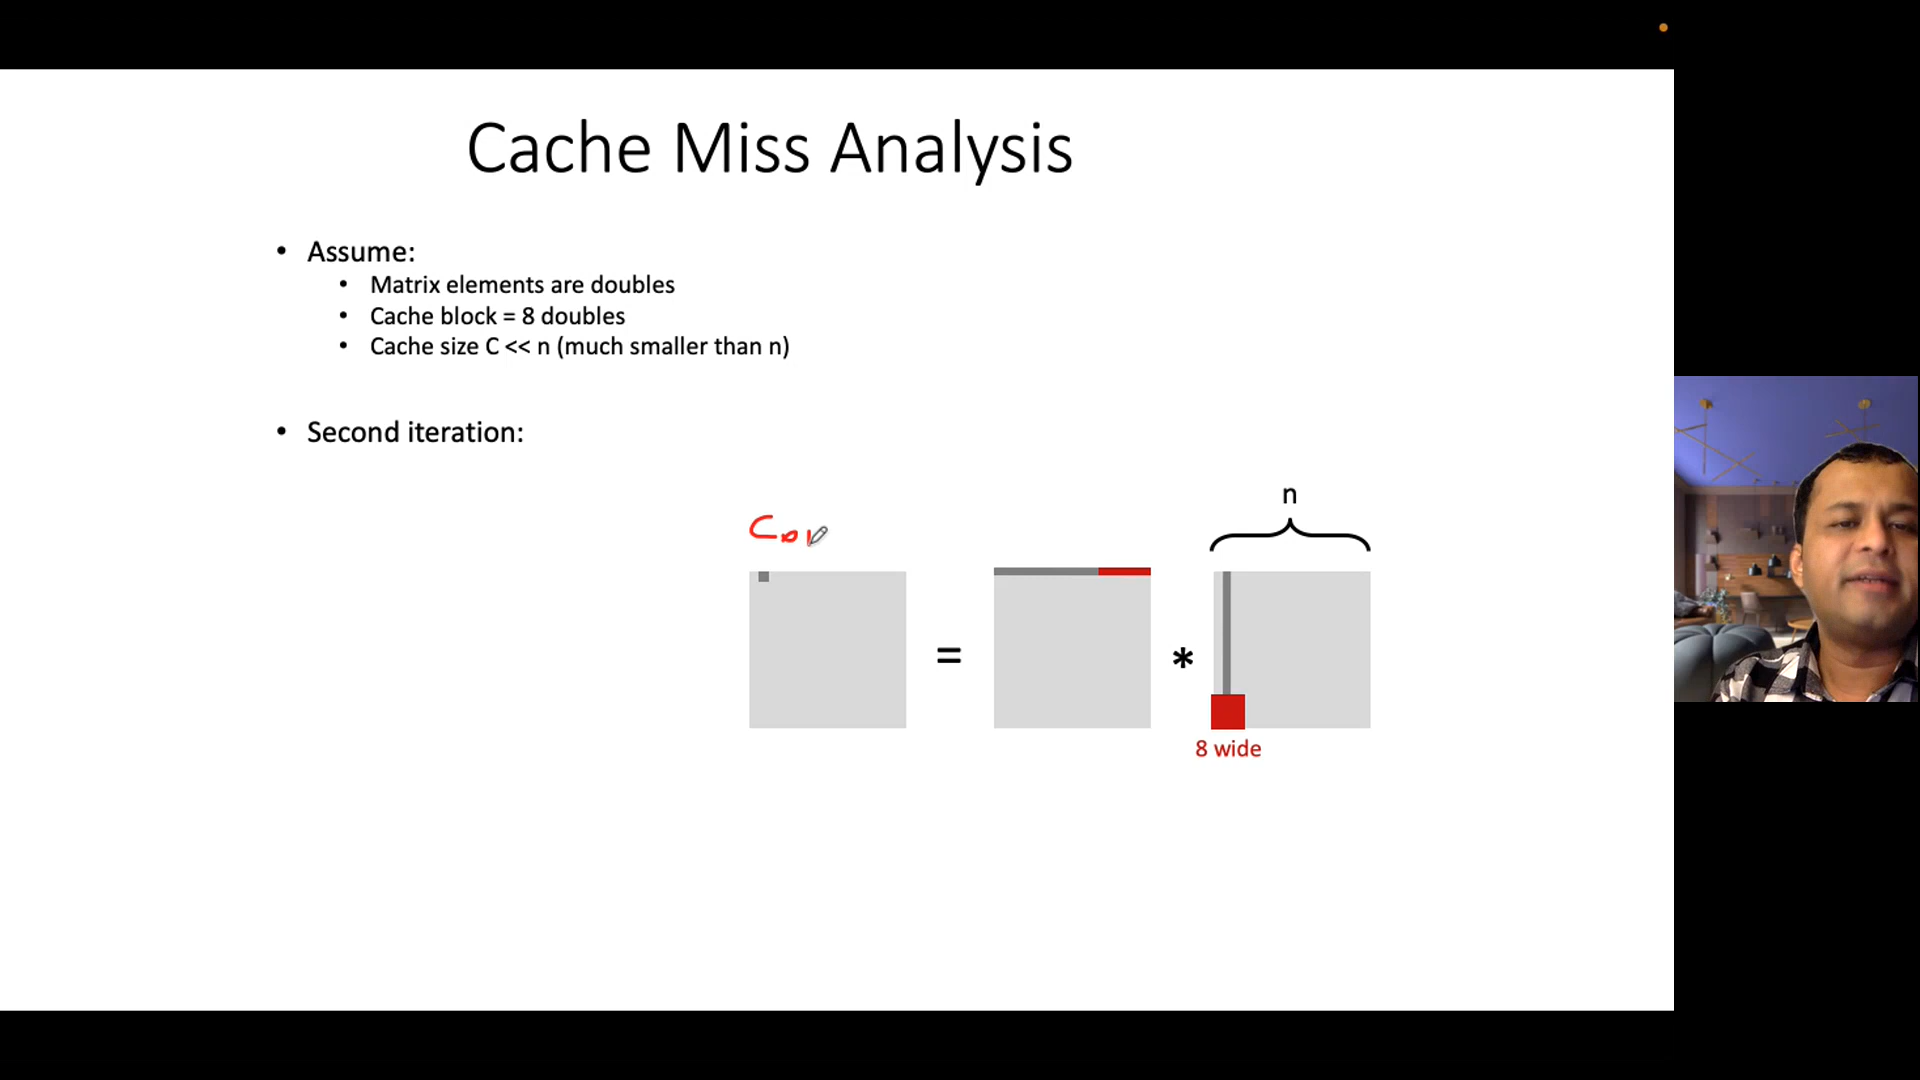 Cache Miss Analysis
• Assume:
• Matrix elements are doubles
• Cache block = 8 doubles
• Cache size C << n (much smaller than n)
• Second iteration:
n
C01
= *
8 wide